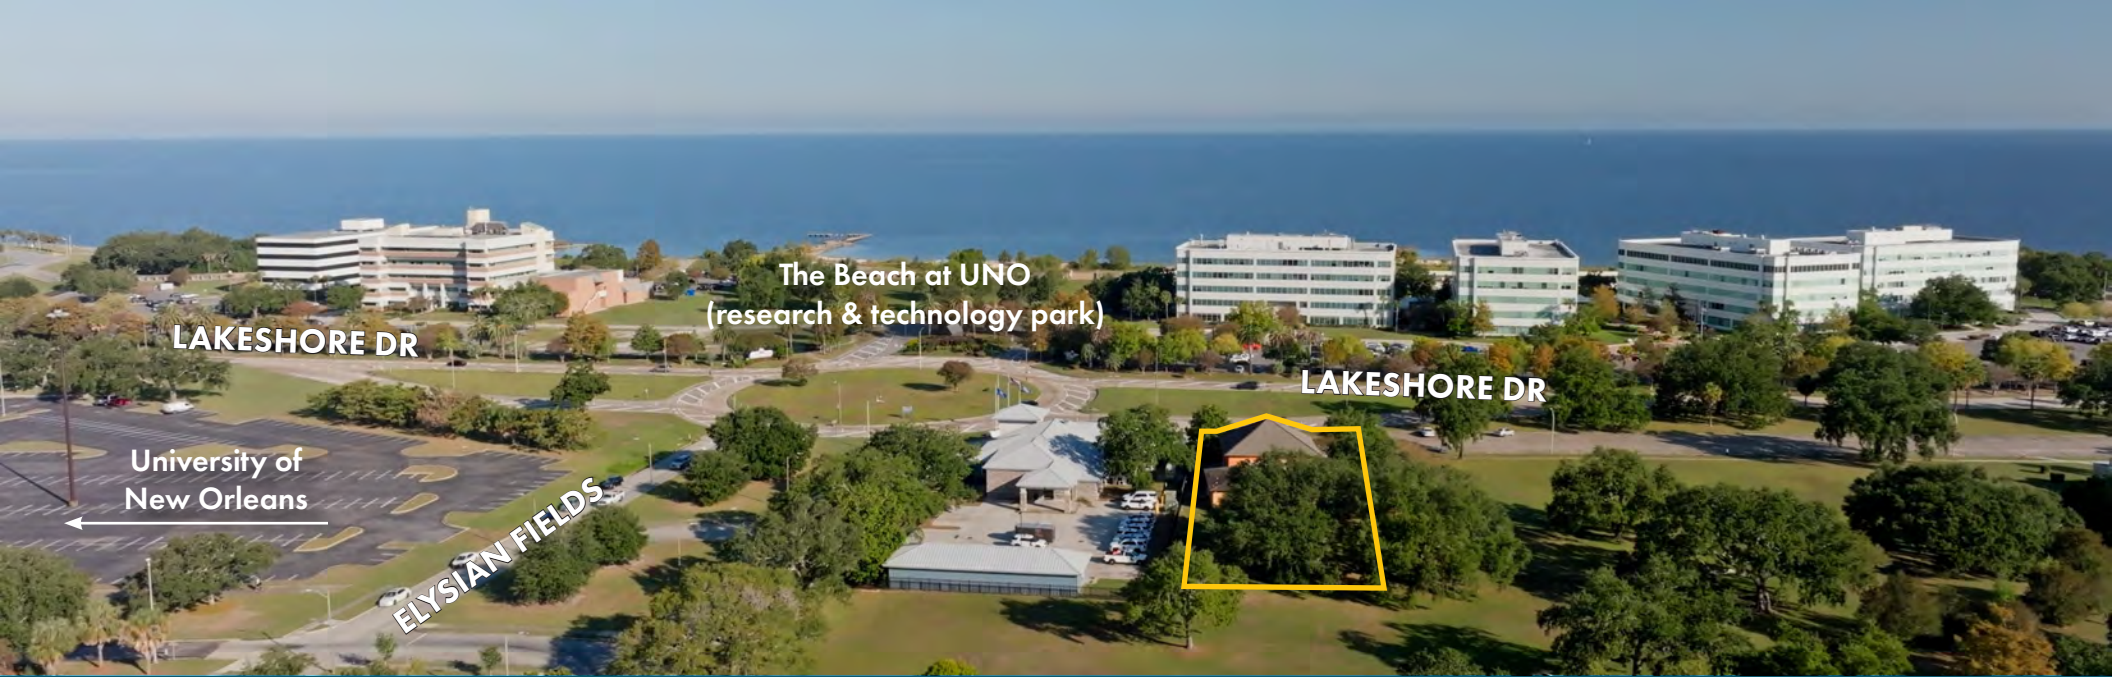 The Beach at UNO
(research & technology park)
LAKESHORE DR
LAKESHORE DR
University of
New Orleans
ELYSIAN FIELDS